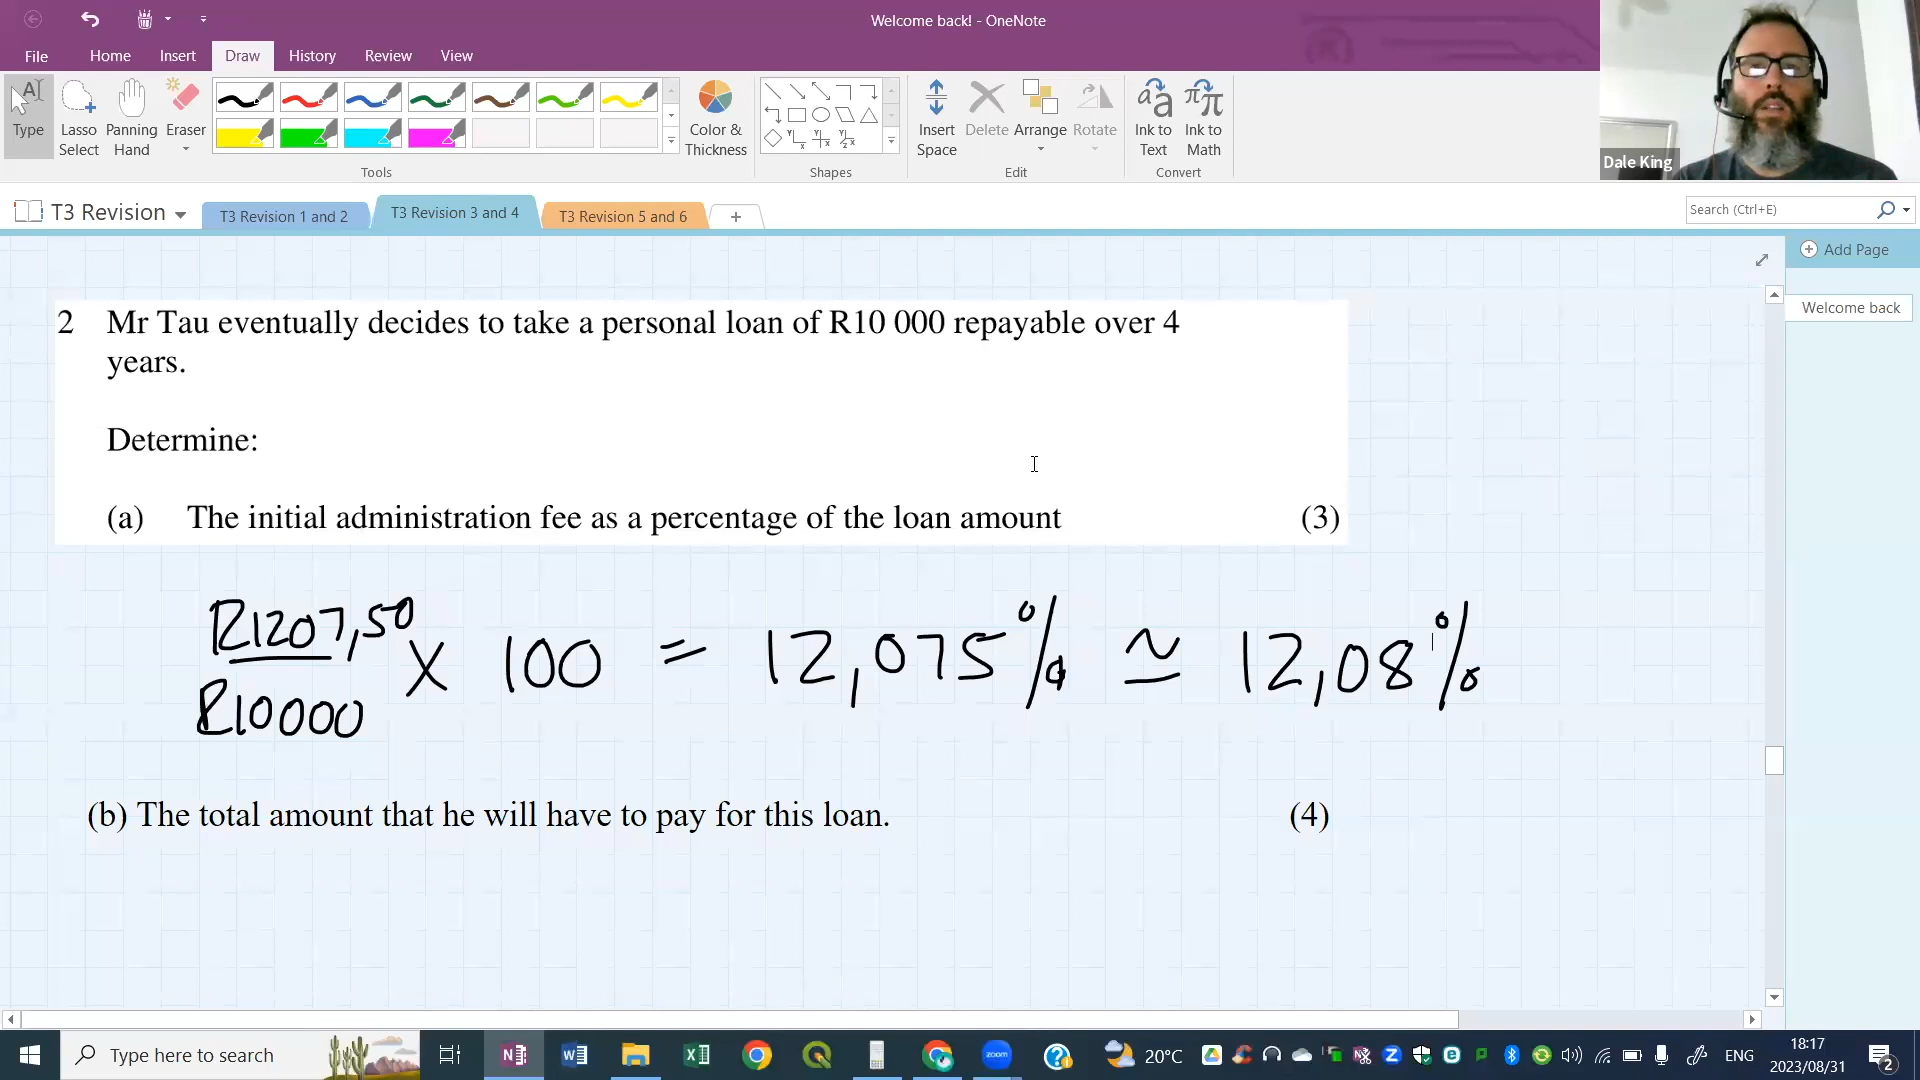 Welcome back! - OneNote
File Home Insert Draw History Review View
Type
Lasso Select
Panning Hand
Eraser
Color & Thickness
Insert Space
Delete
Arrange
Rotate
Ink to Text
Ink to Math
Tools
Shapes
Edit
Convert
Dale King
T3 Revision
T3 Revision 1 and 2
T3 Revision 3 and 4
T3 Revision 5 and 6
Search (Ctrl+E)
Add Page
Welcome back
2 Mr Tau eventually decides to take a personal loan of R10 000 repayable over 4
years.
Determine:
(a) The initial administration fee as a percentage of the loan amount (3)
R1207,50
R10000
X 100 = 12,075% ≃ 12,08%
(b) The total amount that he will have to pay for this loan. (4)
Type here to search
zoom
20°C
ENG
18:17
2023/08/31
2